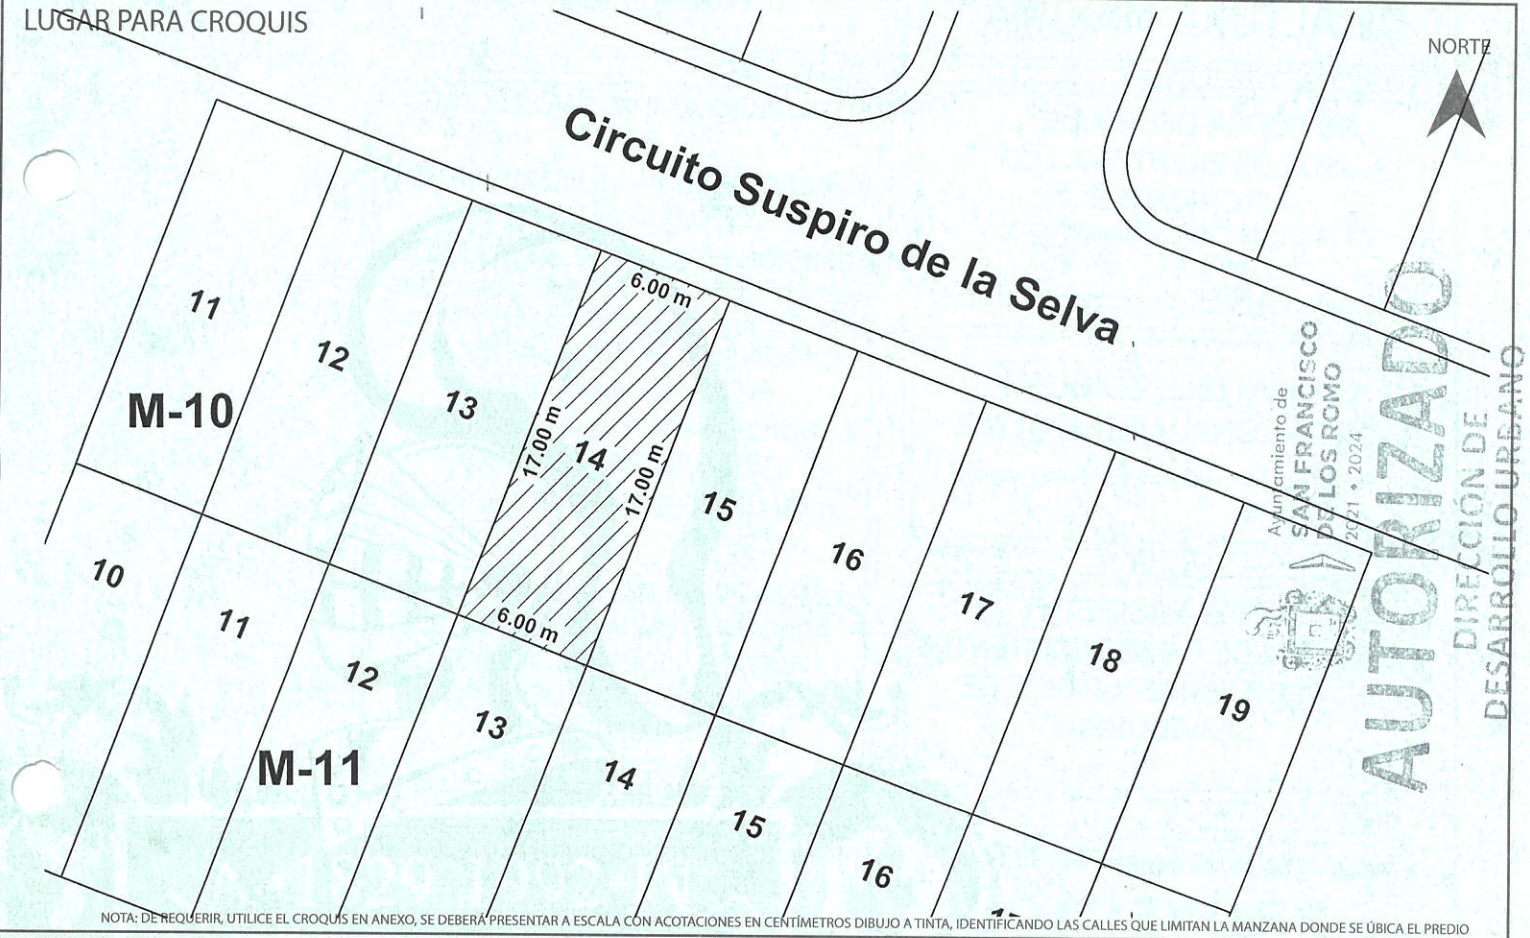 LUGAR PARA CROQUIS
NORTE
Circuito Suspiro de la Selva
6.00 m
11
12
13
17.00 m
14
17.00 m
15
16
17
18
19
M-10
6.00 m
10
11
12
13
14
15
16
M-11
Ayuntamiento de
SAN FRANCISCO
DE LOS ROMO
2021 • 2024
AUTORIZADO
DIRECCIÓN DE
DESARROLLO URBANO
NOTA: DE REQUERIR, UTILICE EL CROQUIS EN ANEXO, SE DEBERÁ PRESENTAR A ESCALA CON ACOTACIONES EN CENTÍMETROS DIBUJO A TINTA, IDENTIFICANDO LAS CALLES QUE LIMITAN LA MANZANA DONDE SE ÚBICA EL PREDIO